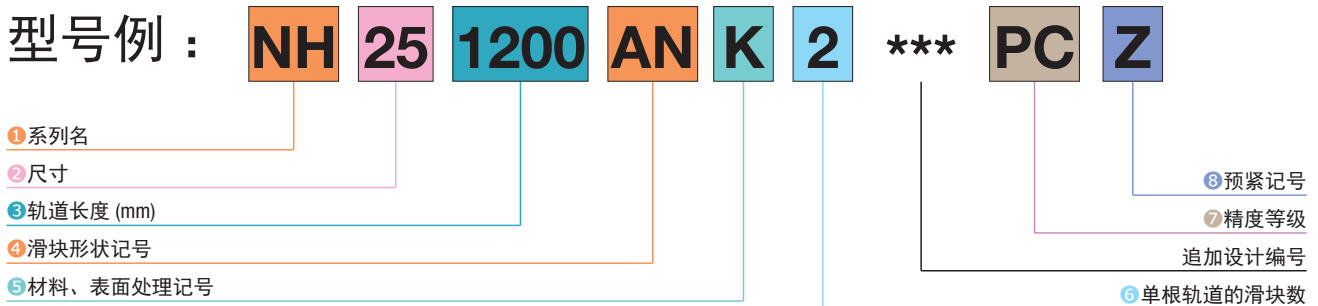 型号例：NH 25 1200 AN K 2 *** PC Z
❶系列名
❷尺寸
❸轨道长度 (mm)
❹滑块形状记号
❺材料、表面处理记号
❽预紧记号
❼精度等级
追加设计编号
❻单根轨道的滑块数